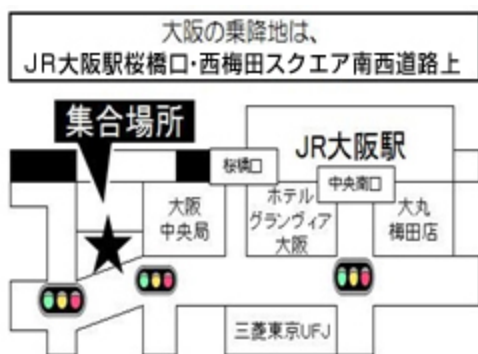 大阪の乗降地は、
JR大阪駅桜橋口・西梅田スクエア南西道路上
集合場所
JR大阪駅
桜橋口
中央南口
大阪
中央局
ホテル
グランヴィア
大阪
大丸
梅田店
三菱東京UFJ